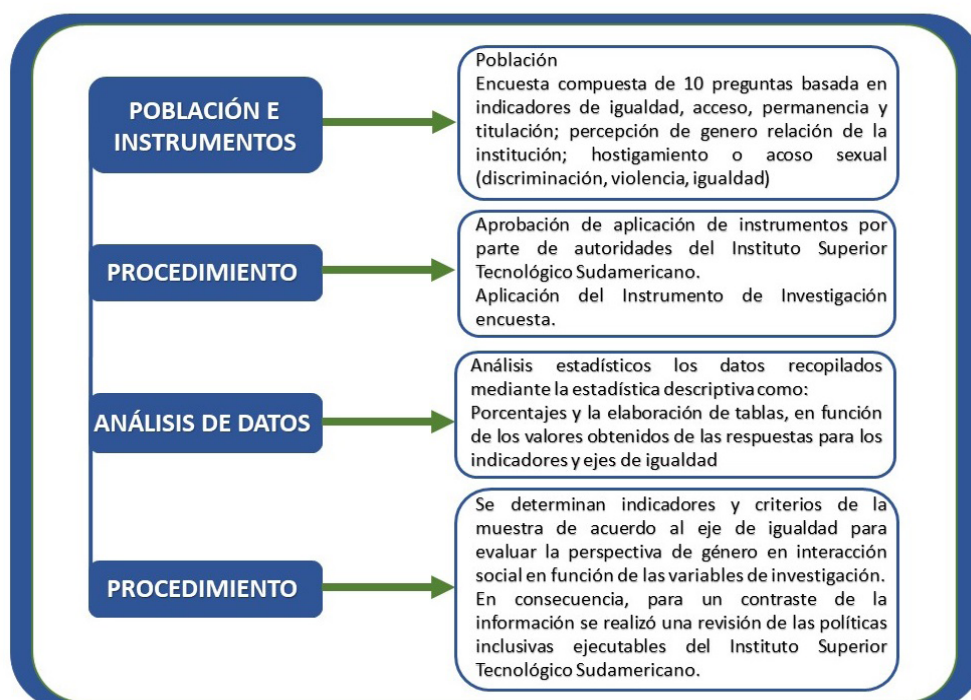 POBLACIÓN E
INSTRUMENTOS
Población
Encuesta compuesta de 10 preguntas basada en
indicadores de igualdad, acceso, permanencia y
titulación; percepción de genero relación de la
institución; hostigamiento o acoso sexual
(discriminación, violencia, igualdad)
PROCEDIMIENTO
Aprobación de aplicación de instrumentos por
parte de autoridades del Instituto Superior
Tecnológico Sudamericano.
Aplicación del Instrumento de Investigación
encuesta.
ANÁLISIS DE DATOS
Análisis estadísticos los datos recopilados
mediante la estadística descriptiva como:
Porcentajes y la elaboración de tablas, en función
de los valores obtenidos de las respuestas para los
indicadores y ejes de igualdad
PROCEDIMIENTO
Se determinan indicadores y criterios de la
muestra de acuerdo al eje de igualdad para
evaluar la perspectiva de género en interacción
social en función de las variables de investigación.
En consecuencia, para un contraste de la
información se realizó una revisión de las políticas
inclusivas ejecutables del Instituto Superior
Tecnológico Sudamericano.